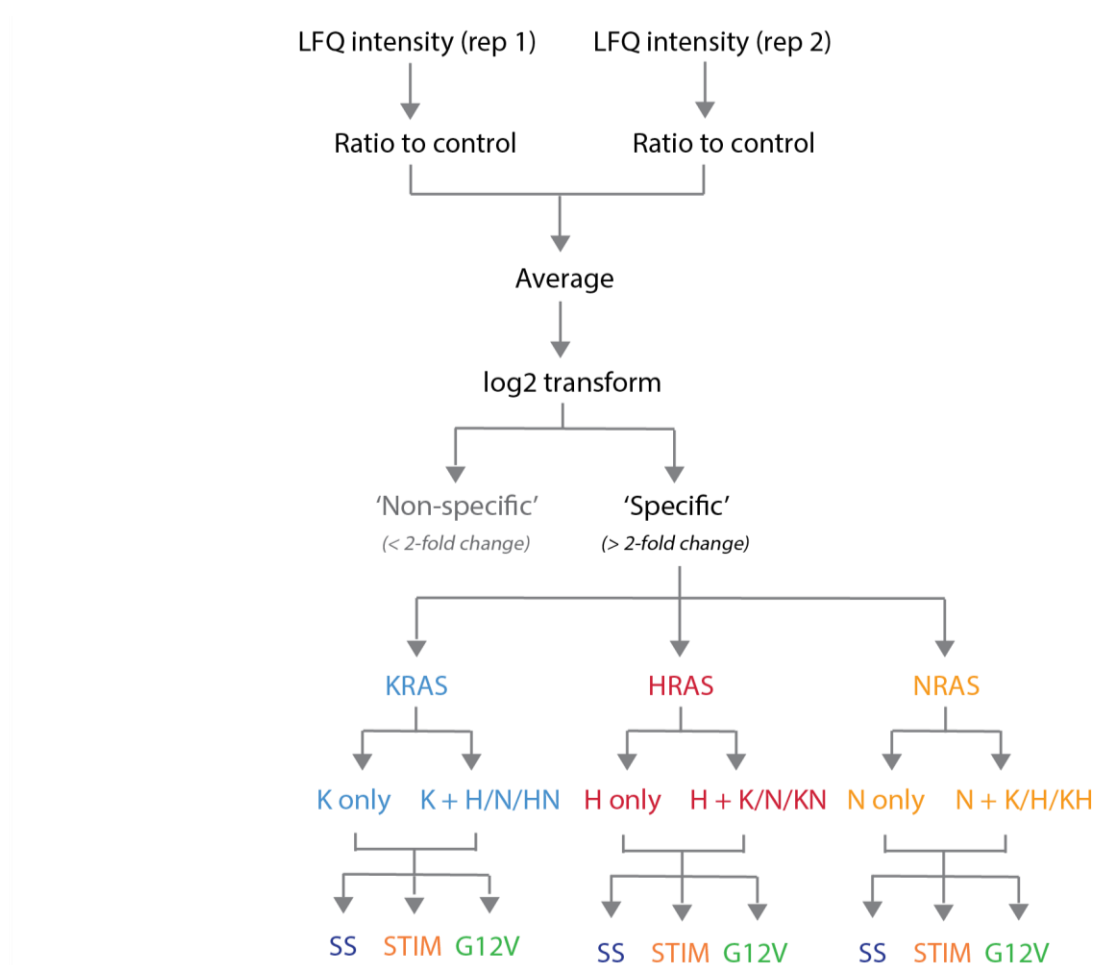 LFQ intensity (rep 1) LFQ intensity (rep 2)
Ratio to control Ratio to control
Average
log2 transform
‘Non-specific’ ‘Specific’
(< 2-fold change) (> 2-fold change)
KRAS HRAS NRAS
K only K + H/N/HN H only H + K/N/KN N only N + K/H/KH
SS STIM G12V SS STIM G12V SS STIM G12V